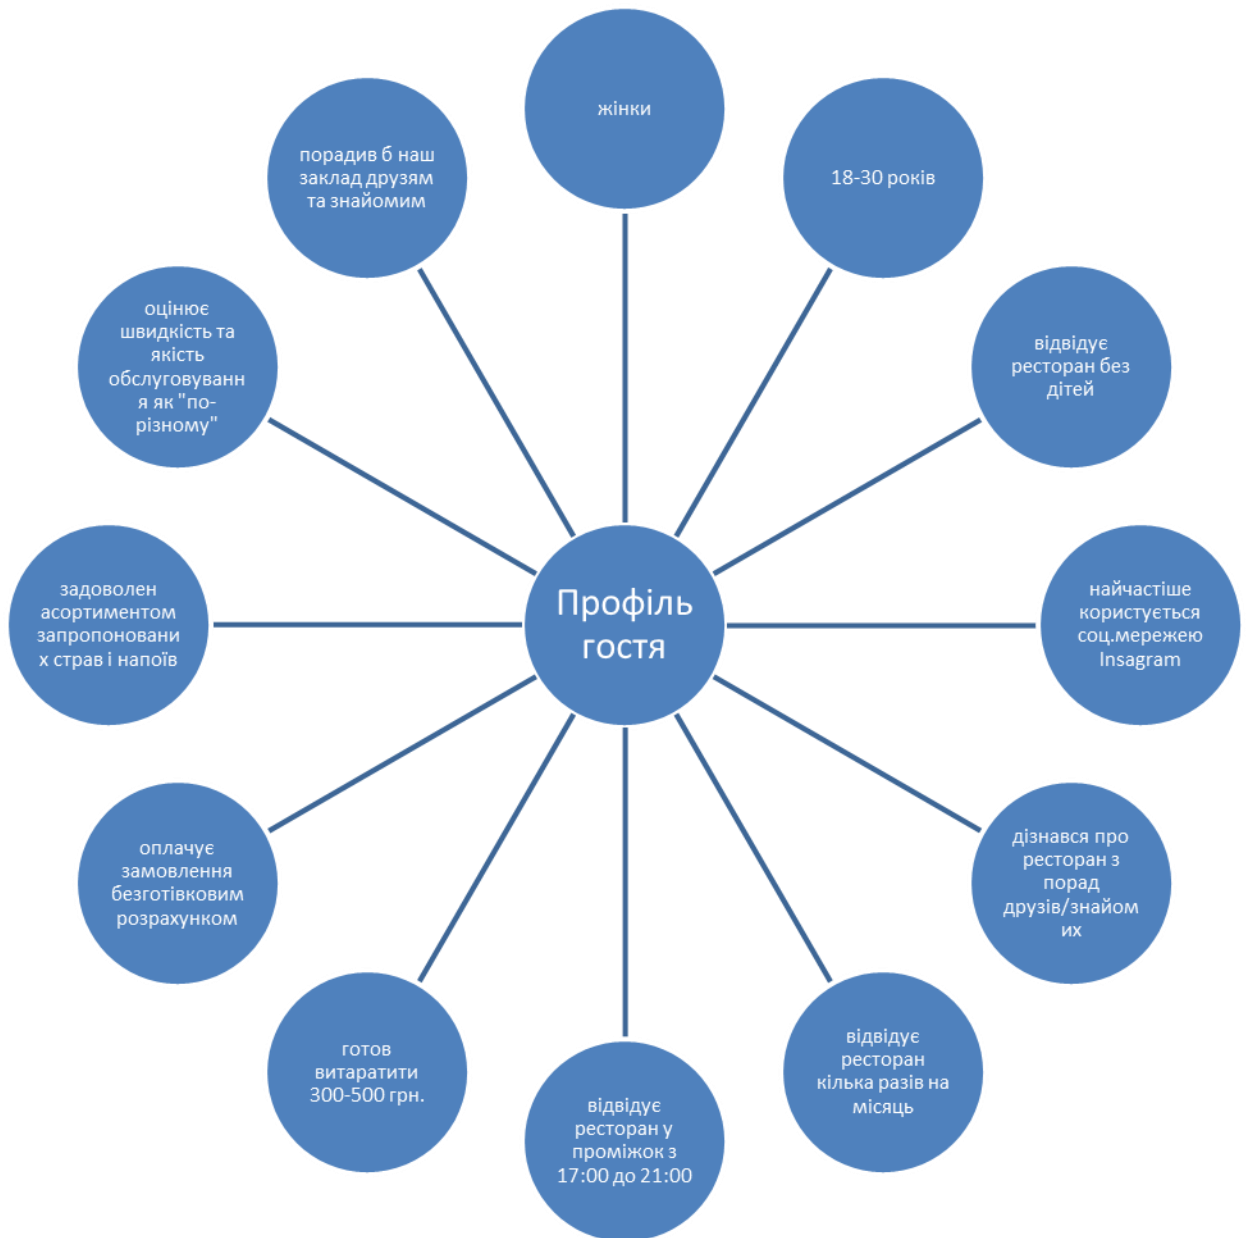 Профіль
гостя
жінки
18-30 років
відвідує
ресторан без
дітей
найчастіше
користується
соц.мережею
Insagram
дізнався про
ресторан з
порад
друзів/знайом
их
відвідує
ресторан
кілька разів на
місяць
відвідує
ресторан у
проміжок з
17:00 до 21:00
готов
витаратити
300-500 грн.
оплачує
замовлення
безготівковим
розрахунком
задоволен
асортиментом
запропоновани
х страв і напоїв
оцінює
швидкість та
якість
обслуговуванн
я як "по-
різному"
порадив б наш
заклад друзям
та знайомим